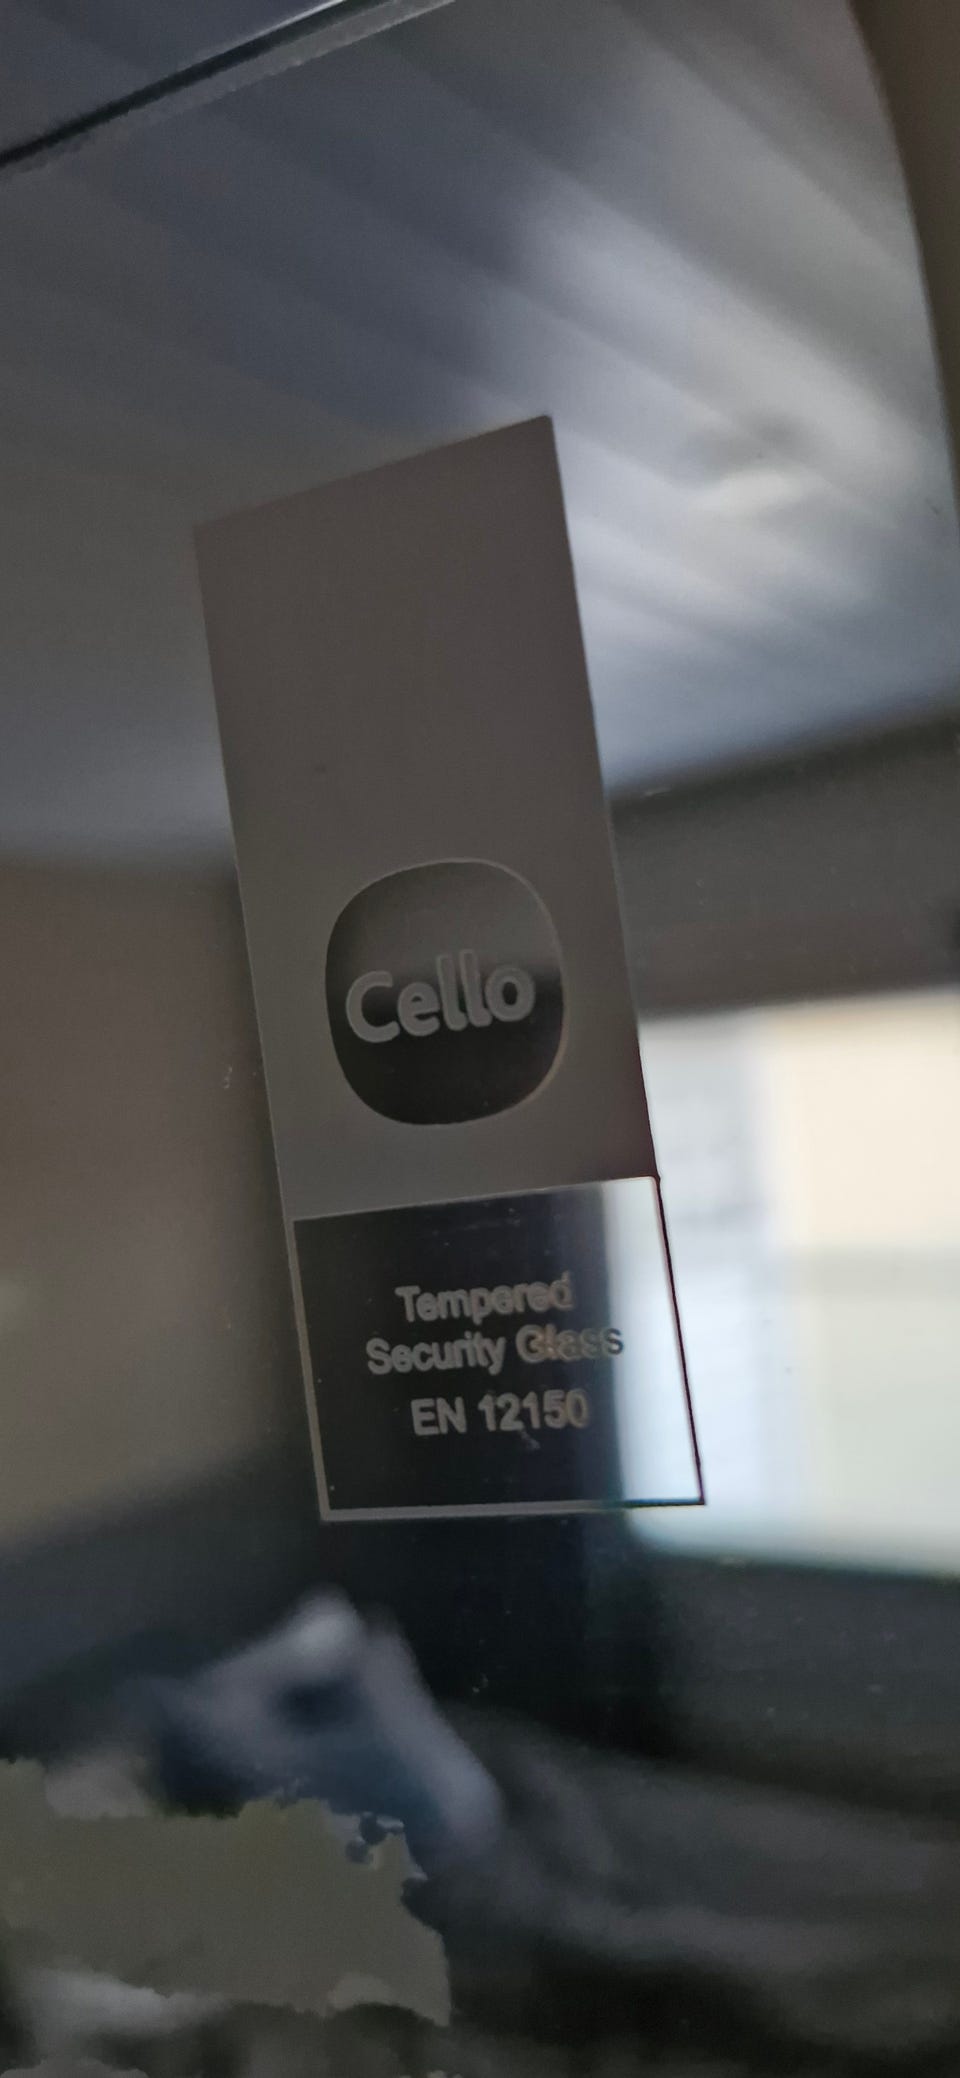 Cello
Tempered
Security Glass
EN 12150